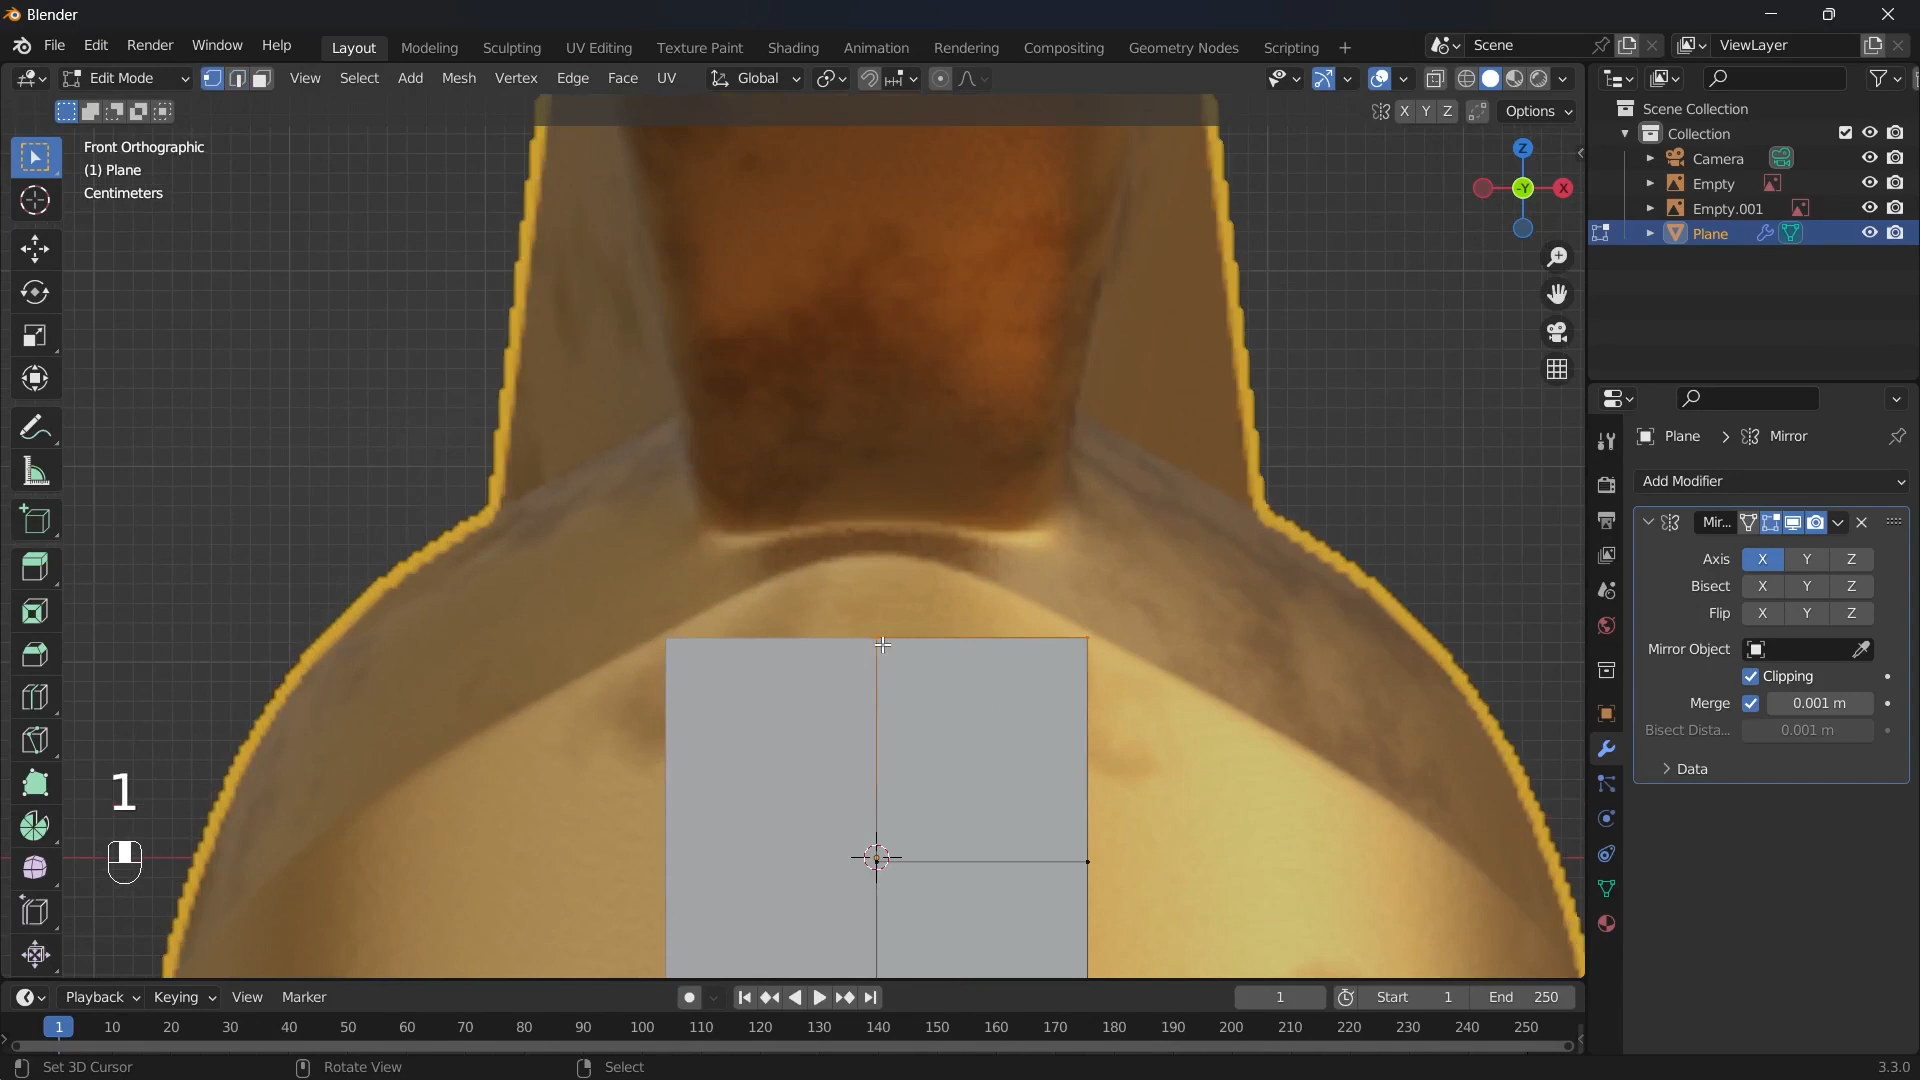 Blender
File Edit Render Window Help
Layout Modeling Sculpting UV Editing Texture Paint Shading Animation Rendering Compositing Geometry Nodes Scripting
Scene
ViewLayer
Edit Mode View Select Add Mesh Vertex Edge Face UV Global
X Y Z Options
Front Orthographic
(1) Plane
Centimeters
Z
-Y
X
1
Scene Collection
Collection
Camera
Empty
Empty.001
Plane
Plane > Mirror
Add Modifier
Mir...
Axis X Y Z
Bisect X Y Z
Flip X Y Z
Mirror Object
Clipping
Merge 0.001 m
Bisect Dista... 0.001 m
Data
Playback Keying View Marker
1 Start 1 End 250
1 10 20 30 40 50 60 70 80 90 100 110 120 130 140 150 160 170 180 190 200 210 220 230 240 250
Set 3D Cursor Rotate View Select
3.3.0